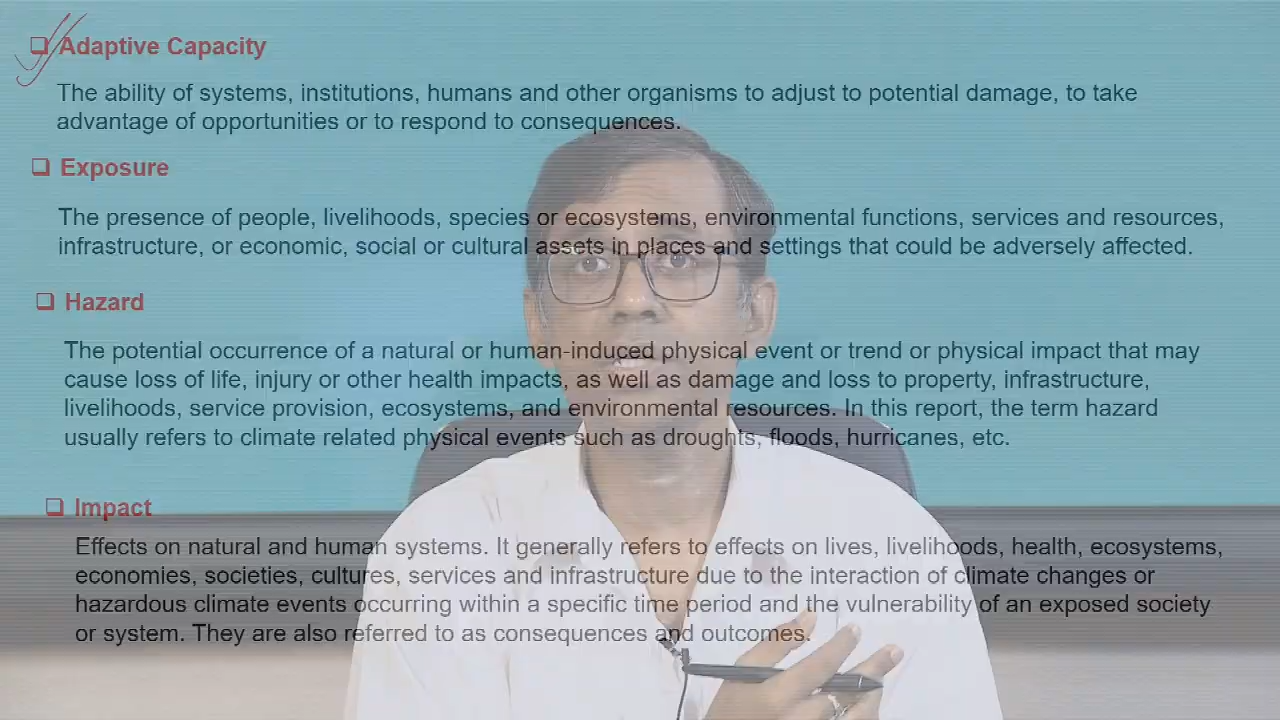 Adaptive Capacity
The ability of systems, institutions, humans and other organisms to adjust to potential damage, to take
advantage of opportunities or to respond to consequences.
Exposure
The presence of people, livelihoods, species or ecosystems, environmental functions, services and resources,
infrastructure, or economic, social or cultural assets in places and settings that could be adversely affected.
Hazard
The potential occurrence of a natural or human-induced physical event or trend or physical impact that may
cause loss of life, injury or other health impacts, as well as damage and loss to property, infrastructure,
livelihoods, service provision, ecosystems, and environmental resources. In this report, the term hazard
usually refers to climate related physical events such as droughts, floods, hurricanes, etc.
Impact
Effects on natural and human systems. It generally refers to effects on lives, livelihoods, health, ecosystems,
economies, societies, cultures, services and infrastructure due to the interaction of climate changes or
hazardous climate events occurring within a specific time period and the vulnerability of an exposed society
or system. They are also referred to as consequences and outcomes.